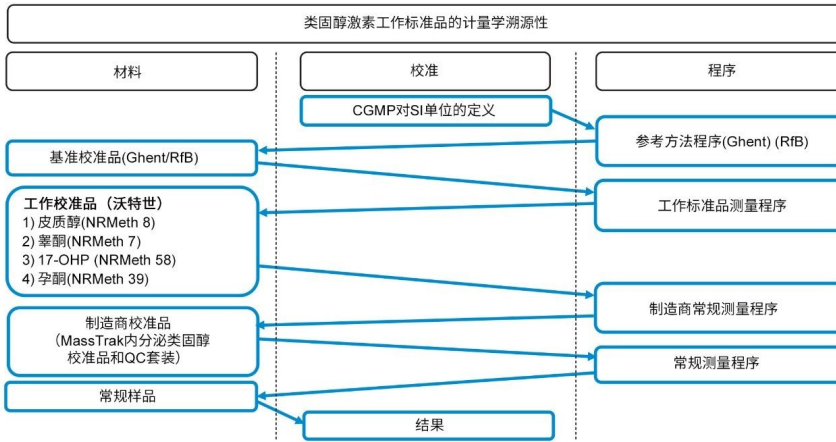 类固醇激素工作标准品的计量学溯源性
材料
校准
程序
CGMP对SI单位的定义
参考方法程序(Ghent) (RfB)
基准校准品(Ghent/RfB)
工作标准品测量程序
工作校准品（沃特世）
1) 皮质醇(NRMeth 8)
2) 睾酮(NRMeth 7)
3) 17-OHP (NRMeth 58)
4) 孕酮(NRMeth 39)
制造商常规测量程序
制造商校准品
（MassTrak内分泌类固醇
校准品和QC套装）
常规测量程序
常规样品
结果